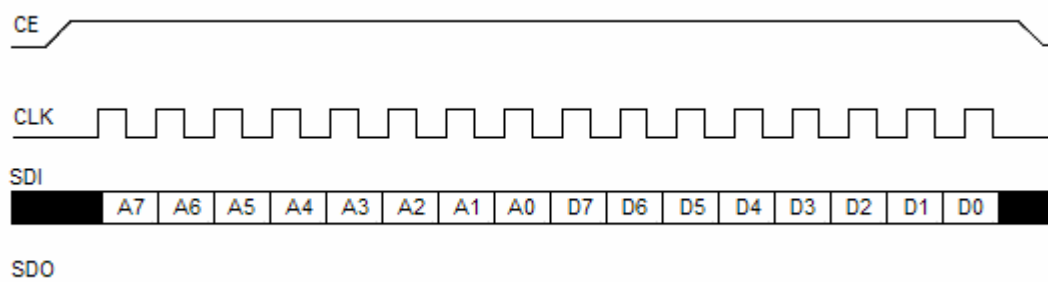 CE
CLK
SDI
A7 A6 A5 A4 A3 A2 A1 A0 D7 D6 D5 D4 D3 D2 D1 D0
SDO